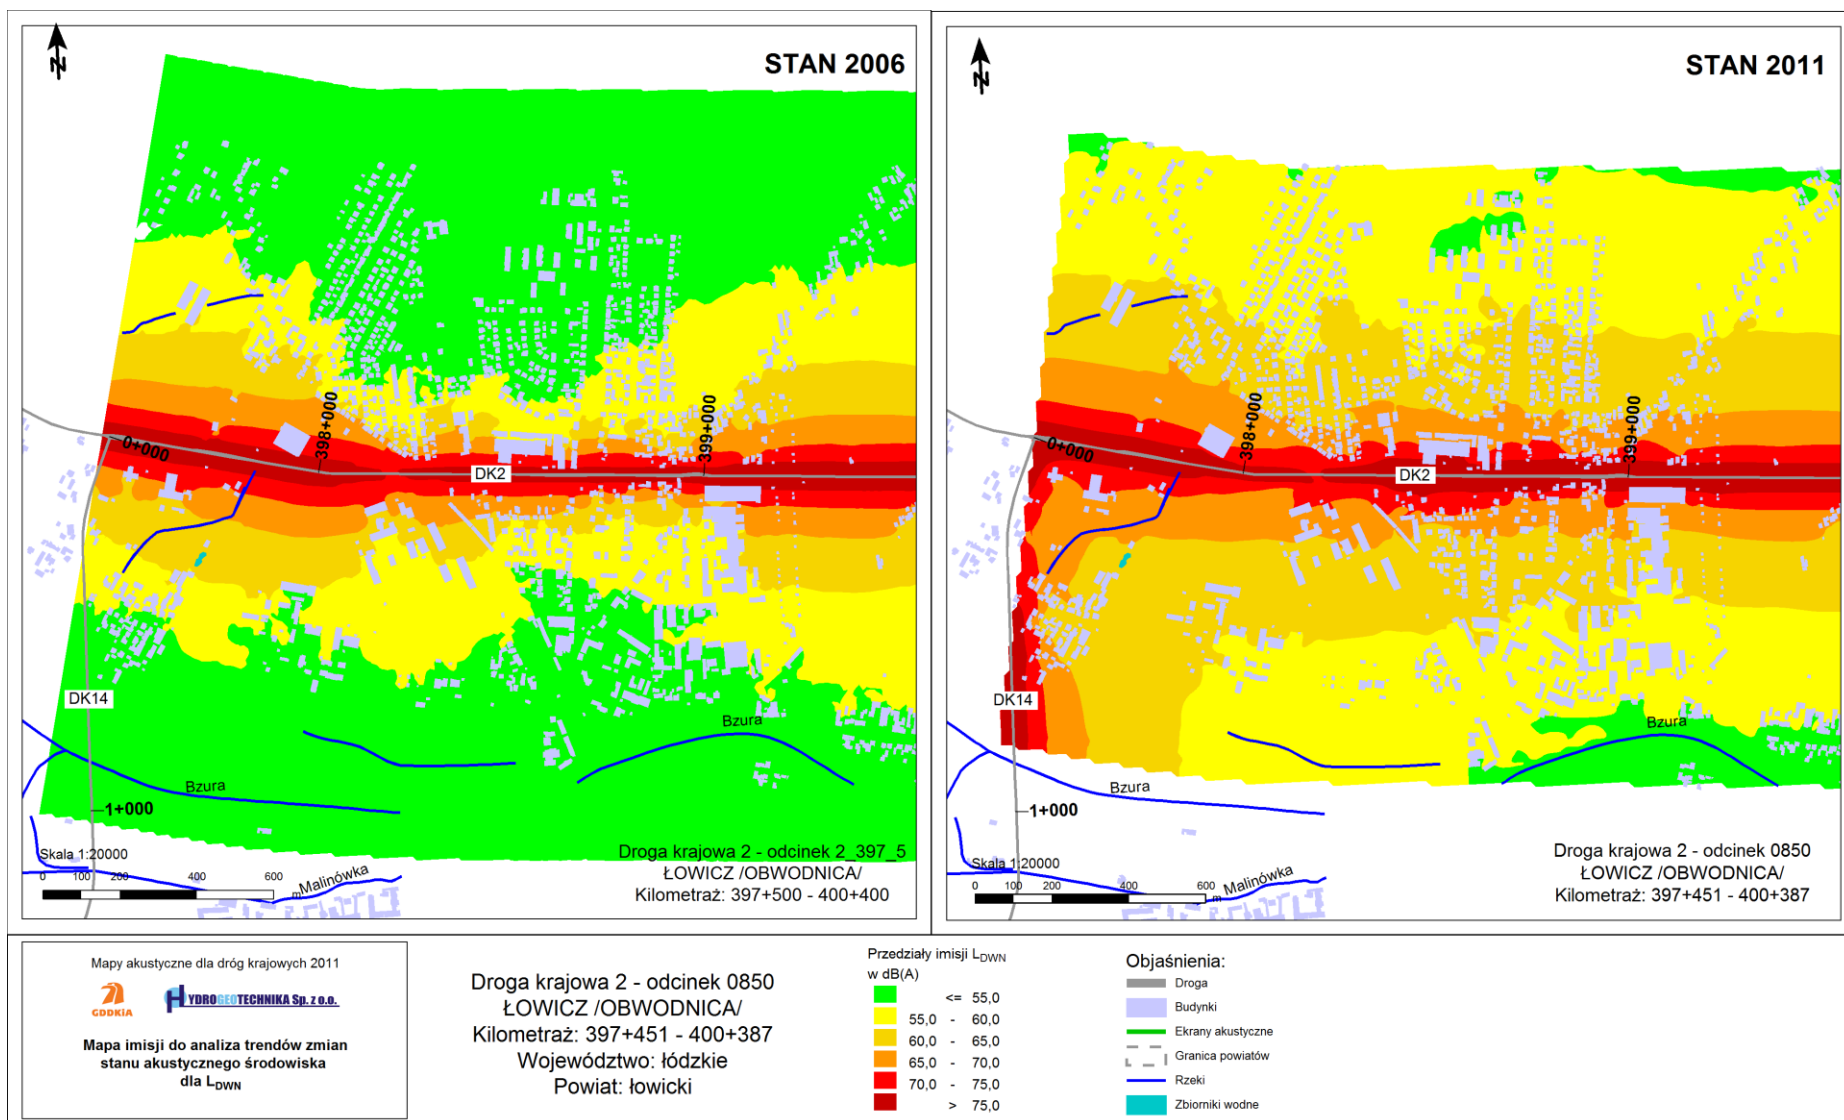 STAN 2006
N
398+000
399+000
0+000
DK2
DK14
Bzura
Bzura
1+000
Skala 1:20000
0 100 200 400 600
m
Malinówka
Droga krajowa 2 - odcinek 2_397_5
ŁOWICZ /OBWODNICA/
Kilometraż: 397+500 - 400+400
STAN 2011
N
398+000
399+000
0+000
DK2
DK14
Bzura
Bzura
1+000
Skala 1:20000
0 100 200 400 600
m
Malinówka
Droga krajowa 2 - odcinek 0850
ŁOWICZ /OBWODNICA/
Kilometraż: 397+451 - 400+387
Mapy akustyczne dla dróg krajowych 2011
GDDKiA
HYDROGEOTECHNIKA Sp. z o.o.
Mapa imisji do analiza trendów zmian
stanu akustycznego środowiska
dla LDWN
Droga krajowa 2 - odcinek 0850
ŁOWICZ /OBWODNICA/
Kilometraż: 397+451 - 400+387
Województwo: łódzkie
Powiat: łowicki
Przedziały imisji LDWN
w dB(A)
<= 55,0
55,0 - 60,0
60,0 - 65,0
65,0 - 70,0
70,0 - 75,0
> 75,0
Objaśnienia:
Droga
Budynki
Ekrany akustyczne
Granica powiatów
Rzeki
Zbiorniki wodne